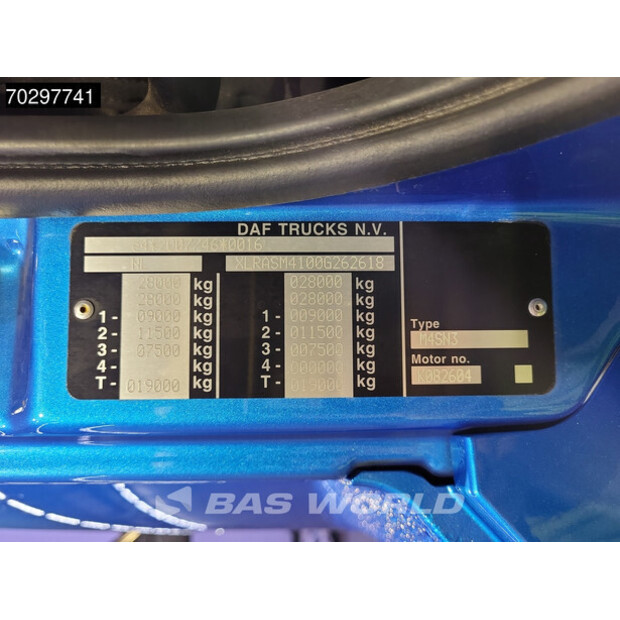 70297741
DAF TRUCKS N.V.
NL XLRASM4100G262618
28000 kg 028000 kg
28000 kg 028000 kg
1- 09000 kg 1- 009000 kg
2- 11500 kg 2- 011500 kg
3- 07500 kg 3- 007500 kg
4- kg 4- kg
T- 019000 kg T- kg
Type
M4SN3
Motor no.
BAS WORLD